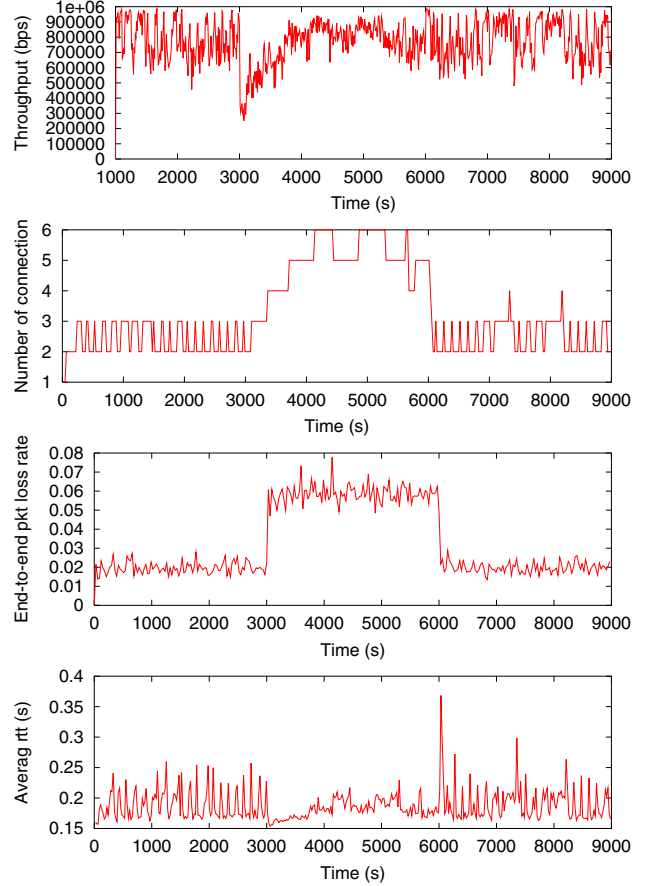 1e+06
900000
800000
700000
600000
500000
400000
300000
200000
100000
0
Throughput (bps)
1000 2000 3000 4000 5000 6000 7000 8000 9000
Time (s)
6
5
4
3
2
1
Number of connection
0 1000 2000 3000 4000 5000 6000 7000 8000 9000
Time (s)
0.08
0.07
0.06
0.05
0.04
0.03
0.02
0.01
0
End-to-end pkt loss rate
0 1000 2000 3000 4000 5000 6000 7000 8000 9000
Time (s)
0.4
0.35
0.3
0.25
0.2
0.15
Averag rtt (s)
0 1000 2000 3000 4000 5000 6000 7000 8000 9000
Time (s)